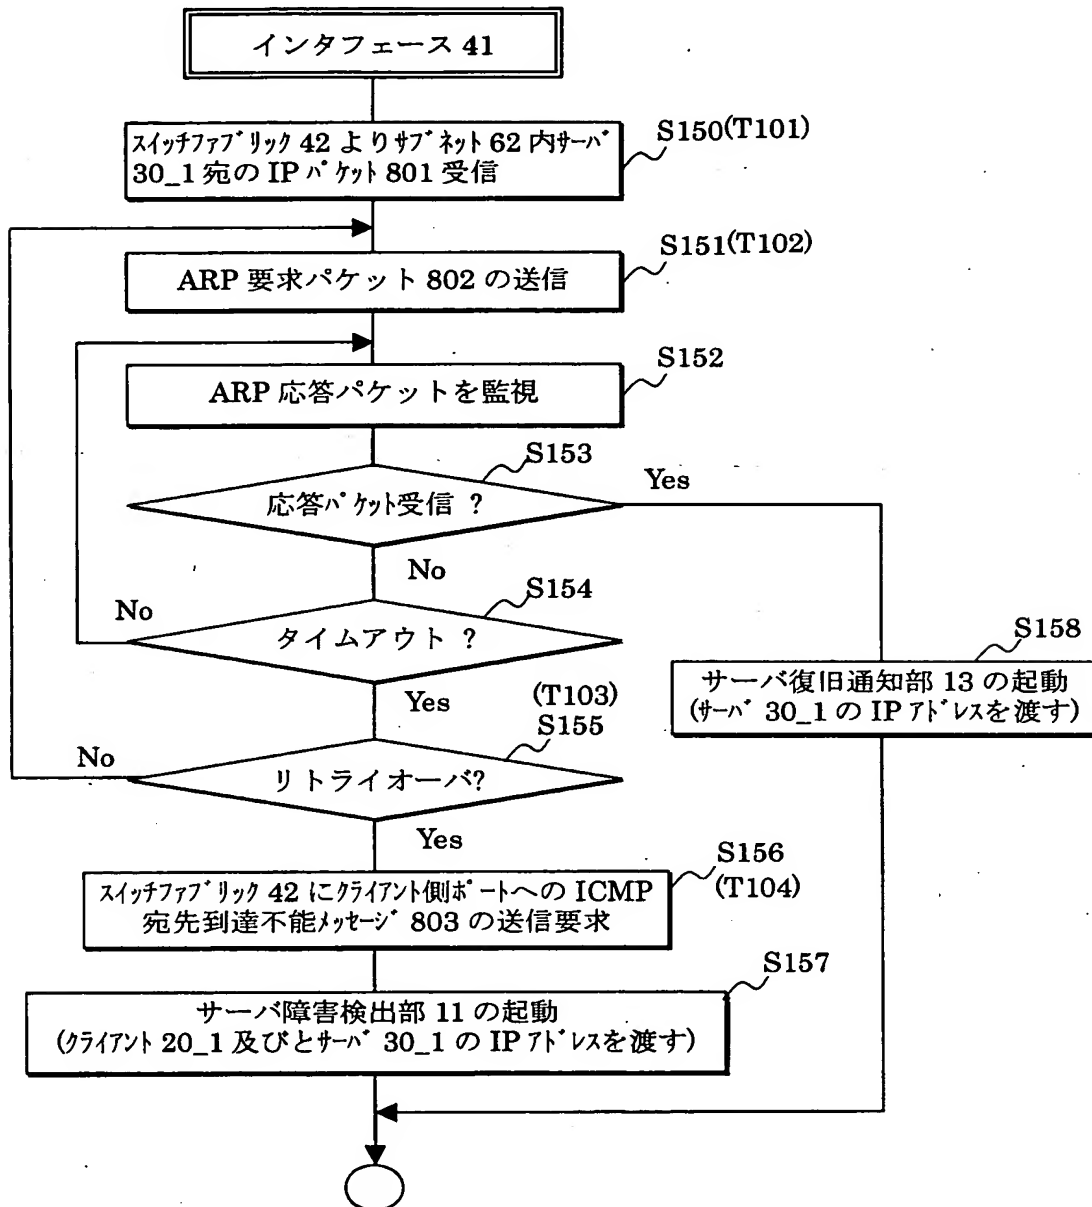 インタフェース 41
スイッチファブリック 42 よりサブネット 62 内サーバ
30_1 宛の IP パケット 801 受信
S150(T101)
ARP 要求パケット 802 の送信
S151(T102)
ARP 応答パケットを監視
S152
応答パケット受信 ?
S153
Yes
No
タイムアウト ?
S154
No
Yes
サーバ復旧通知部 13 の起動
(サーバ 30_1 の IP アドレスを渡す)
S158
(T103)
S155
リトライオーバ?
No
Yes
スイッチファブリック 42 にクライアント側ポートへの ICMP
宛先到達不能メッセージ 803 の送信要求
S156
(T104)
サーバ障害検出部 11 の起動
(クライアント 20_1 及びとサーバ 30_1 の IP アドレスを渡す)
S157